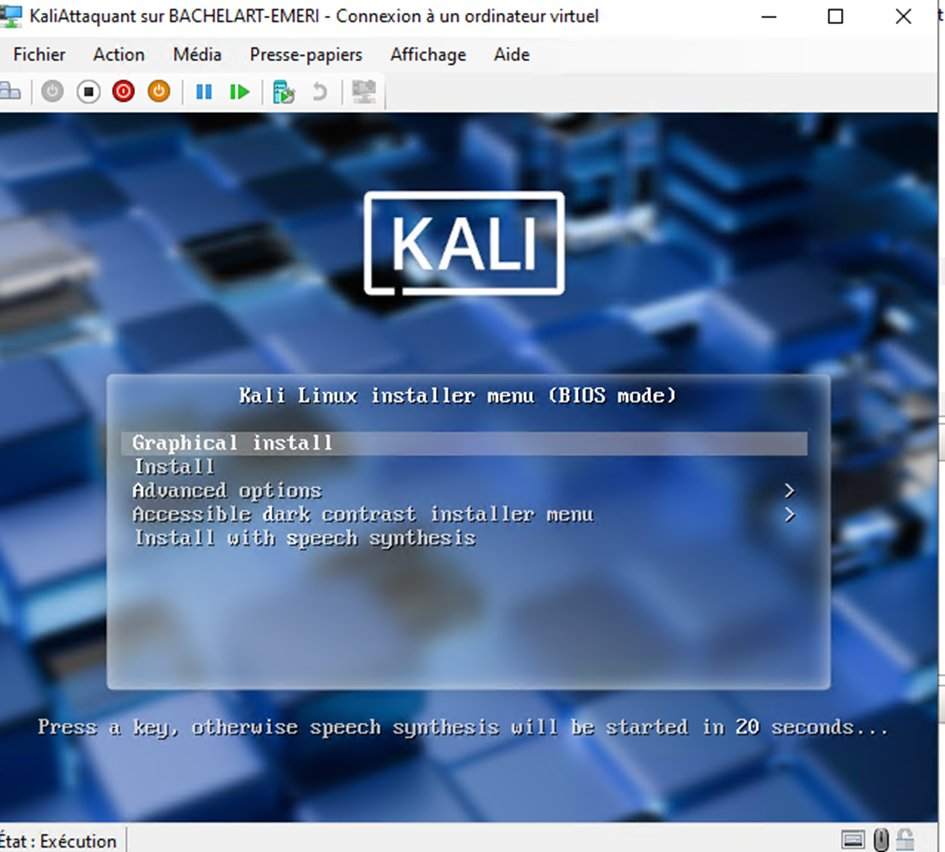 KaliAttaquant sur BACHELART-EMERI - Connexion à un ordinateur virtuel
Fichier Action Média Presse-papiers Affichage Aide
KALI
Kali Linux installer menu (BIOS mode)
Graphical install
Install
Advanced options >
Accessible dark contrast installer menu >
Install with speech synthesis
Press a key, otherwise speech synthesis will be started in 20 seconds...
État : Exécution